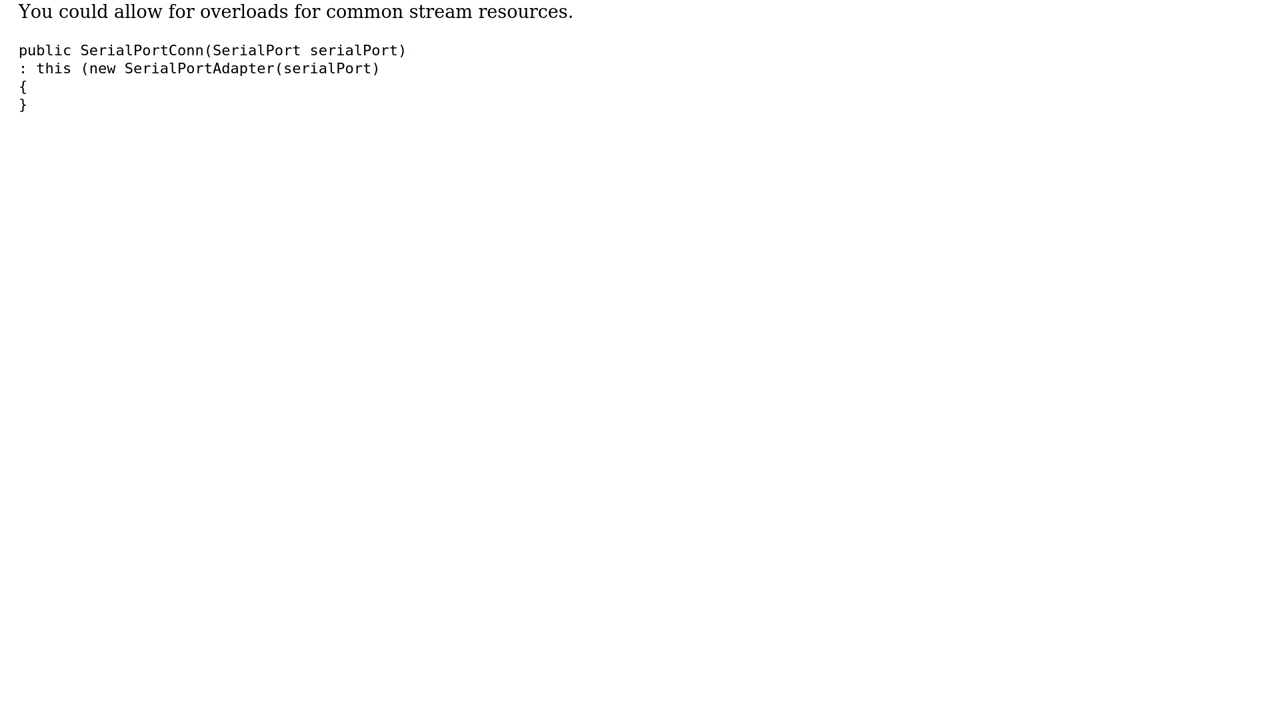 You could allow for overloads for common stream resources.
public SerialPortConn(SerialPort serialPort)
: this (new SerialPortAdapter(serialPort)
{
}